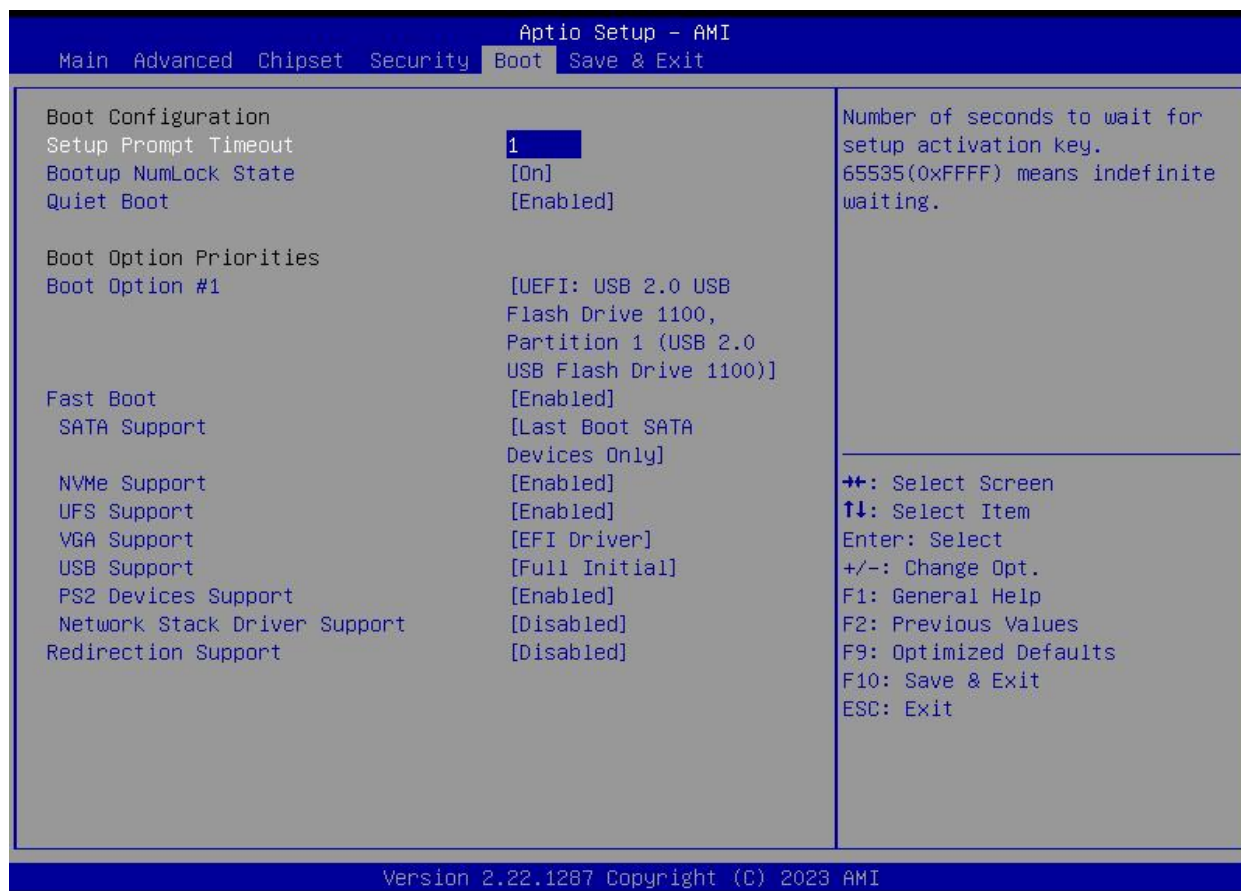 Aptio Setup - AMI
Main Advanced Chipset Security Boot Save & Exit
Boot Configuration
Setup Prompt Timeout 1
Bootup NumLock State [On]
Quiet Boot [Enabled]
Boot Option Priorities
Boot Option #1 [UEFI: USB 2.0 USB
Flash Drive 1100,
Partition 1 (USB 2.0
USB Flash Drive 1100)]
Fast Boot [Enabled]
SATA Support [Last Boot SATA
Devices Only]
NVMe Support [Enabled]
UFS Support [Enabled]
VGA Support [EFI Driver]
USB Support [Full Initial]
PS2 Devices Support [Enabled]
Network Stack Driver Support [Disabled]
Redirection Support [Disabled]
Number of seconds to wait for
setup activation key.
65535(0xFFFF) means indefinite
waiting.
→←: Select Screen
↑↓: Select Item
Enter: Select
+/-: Change Opt.
F1: General Help
F2: Previous Values
F9: Optimized Defaults
F10: Save & Exit
ESC: Exit
Version 2.22.1287 Copyright (C) 2023 AMI